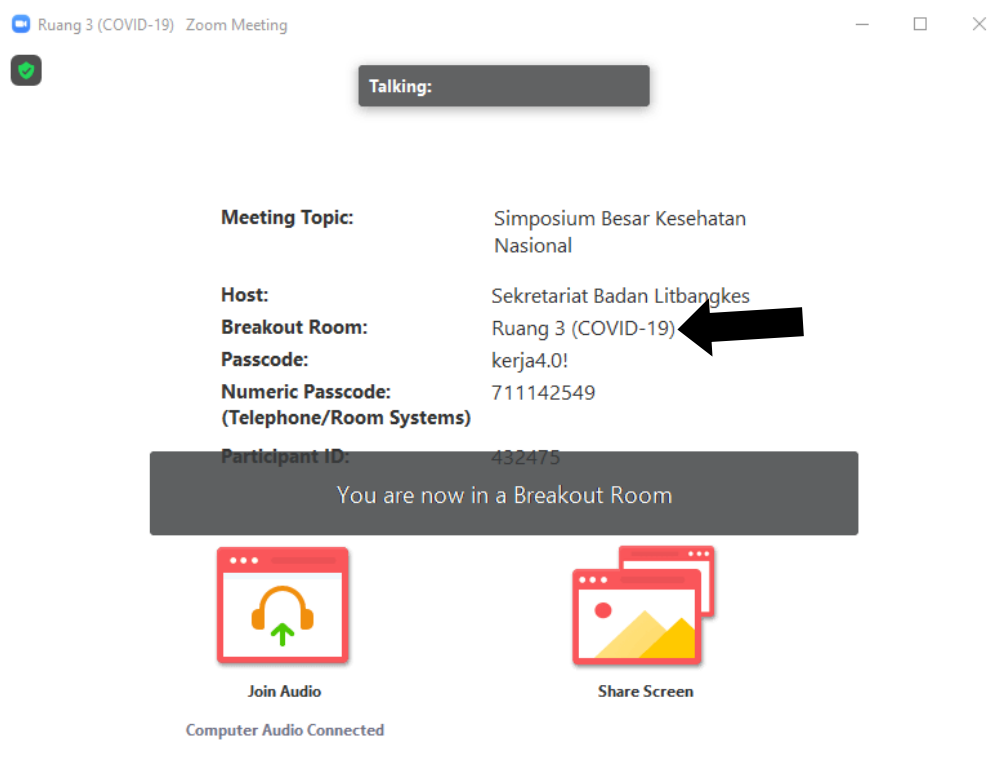 Ruang 3 (COVID-19) Zoom Meeting
Talking:
Meeting Topic: Simposium Besar Kesehatan
Nasional
Host: Sekretariat Badan Litbangkes
Breakout Room: Ruang 3 (COVID-19)
Passcode: kerja4.0!
Numeric Passcode: 711142549
(Telephone/Room Systems)
Participant ID: 432475
You are now in a Breakout Room
Join Audio Share Screen
Computer Audio Connected